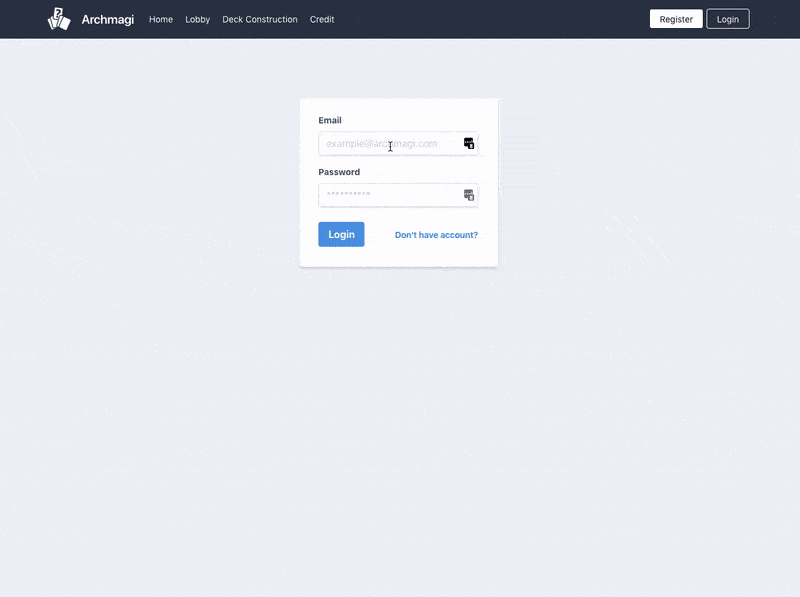 Archmagi Home Lobby Deck Construction Credit Register Login
Email
example@archmagi.com
Password
**********
Login Don't have account?